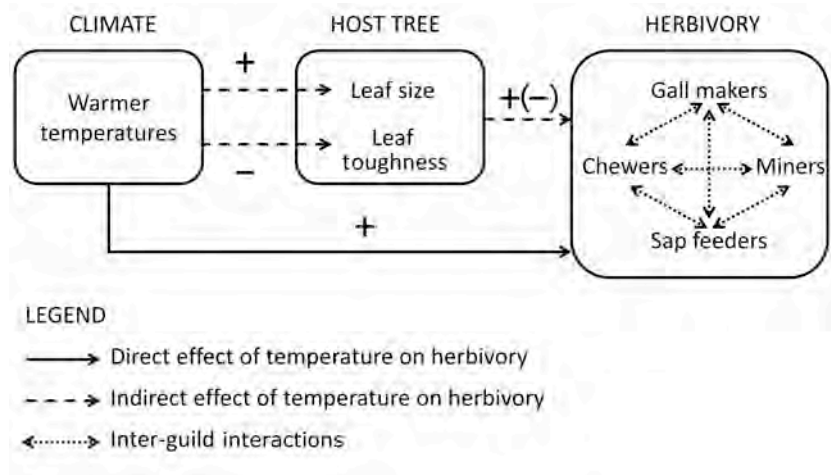 CLIMATE
HOST TREE
HERBIVORY
Warmer
temperatures
+
−
Leaf size
Leaf
toughness
+(−)
Gall makers
Chewers
Miners
Sap feeders
+
LEGEND
Direct effect of temperature on herbivory
Indirect effect of temperature on herbivory
Inter-guild interactions